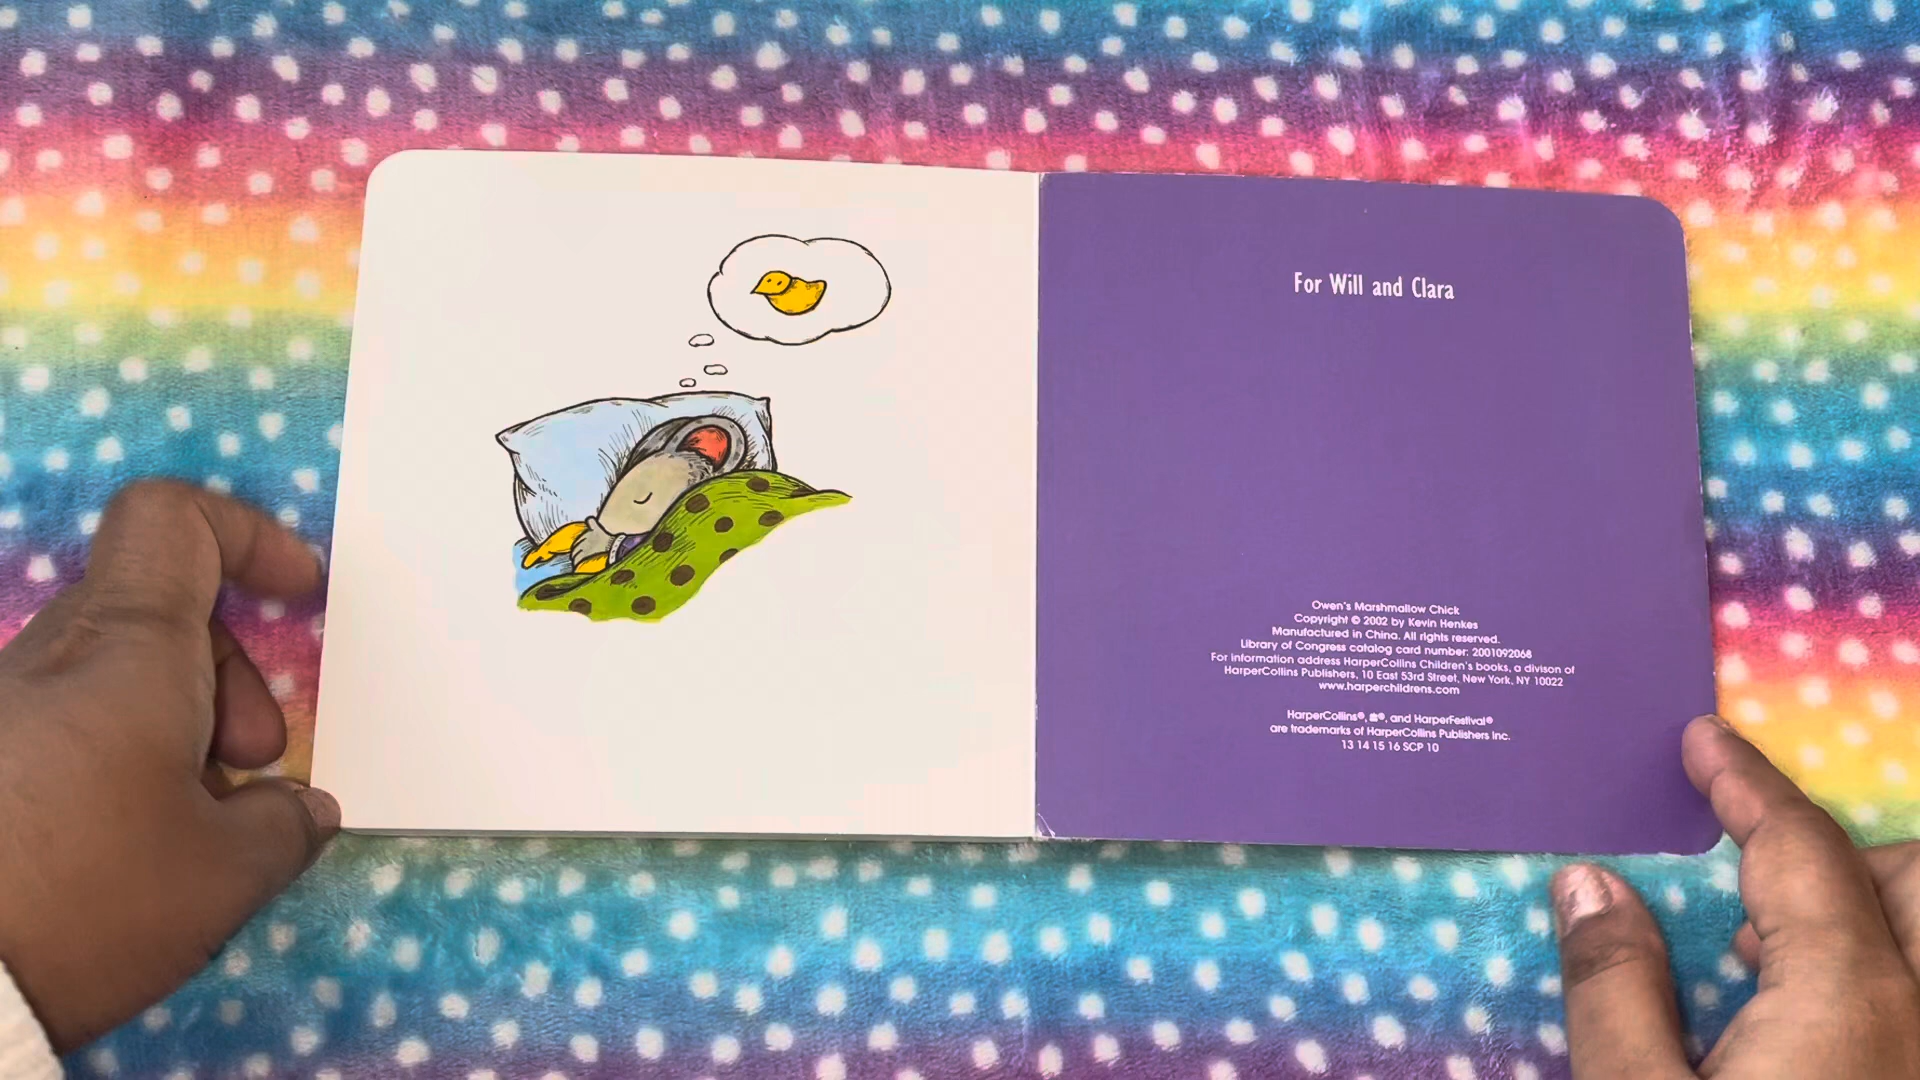 For Will and Clara
Owen's Marshmallow Chick
Copyright © 2002 by Kevin Henkes
Manufactured in China. All rights reserved.
Library of Congress catalog card number: 2001092068
For information address HarperCollins Children's books, a divison of
HarperCollins Publishers, 10 East 53rd Street, New York, NY 10022
www.harperchildrens.com
HarperCollins®, ®, and HarperFestival®
are trademarks of HarperCollins Publishers Inc.
13 14 15 16 SCP 10